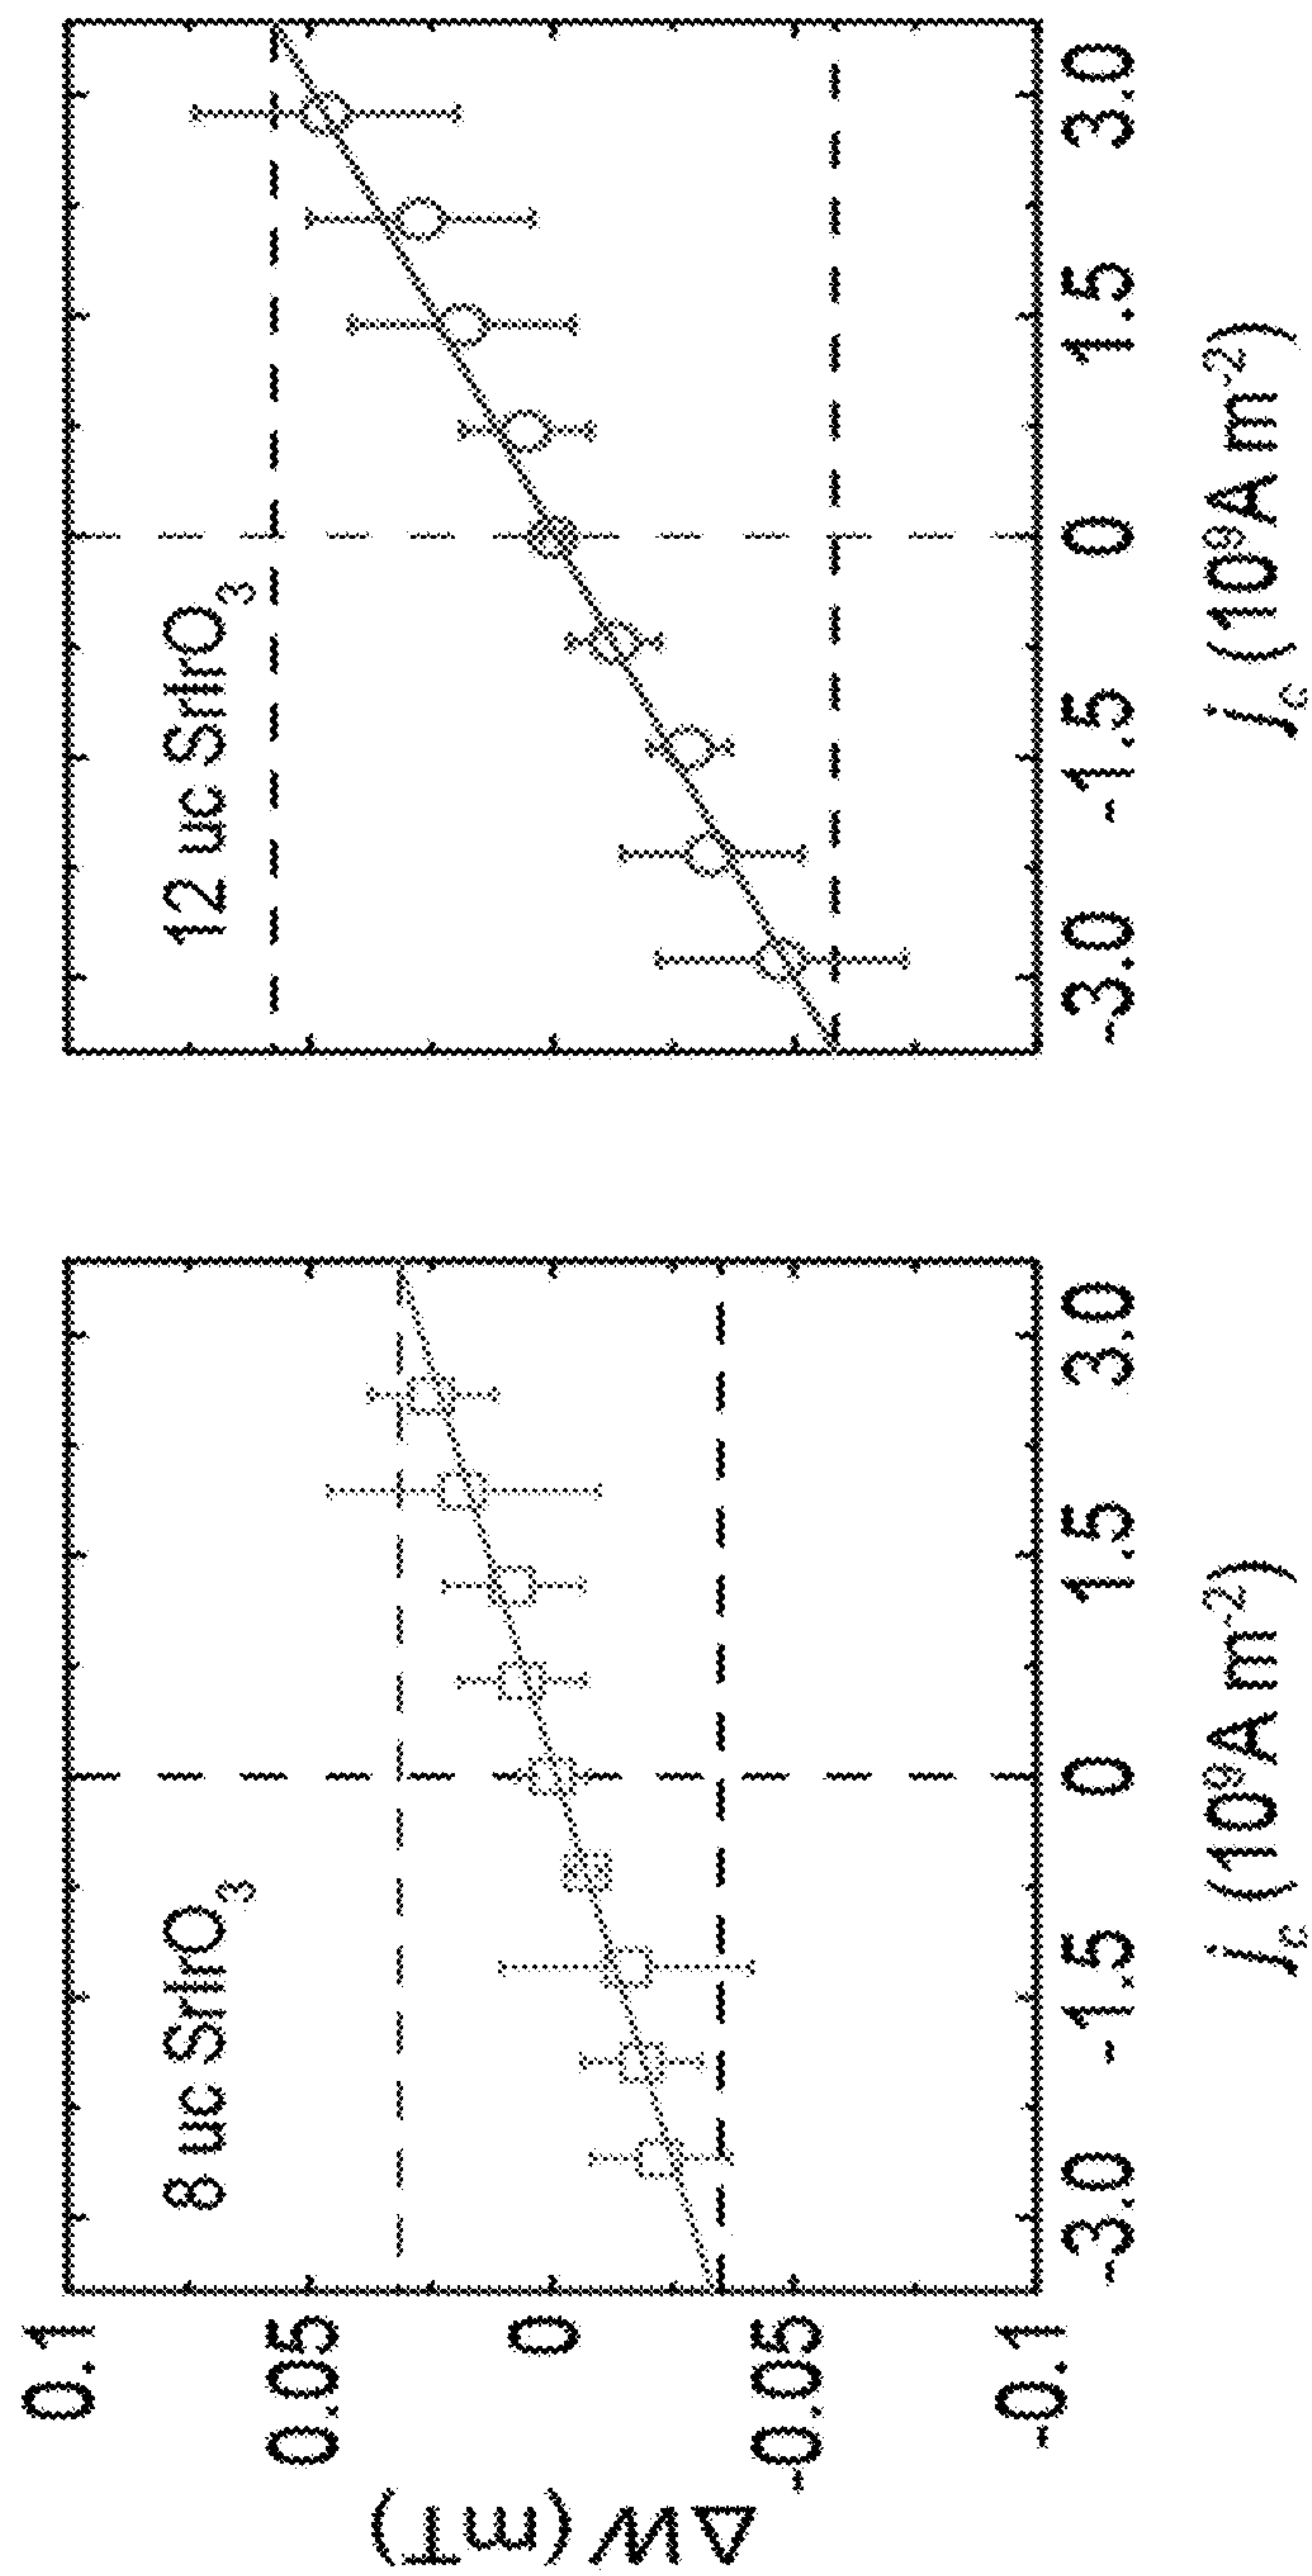 ΔW (mT)
0.1
0.05
0
-0.05
-0.1
8 uc SrIrO₃
-3.0 -1.5 0 1.5 3.0
j_c (10⁹A m⁻²)
12 uc SrIrO₃
-3.0 -1.5 0 1.5 3.0
j_c (10⁹A m⁻²)